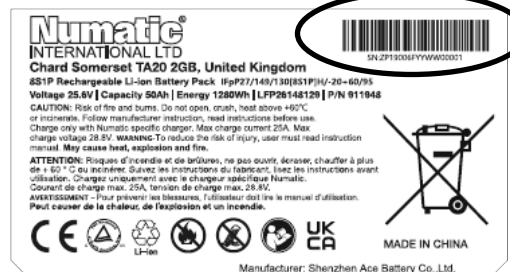 Numatic
INTERNATIONAL LTD
SN:ZP19006FYYWW00001
Chard Somerset TA20 2GB, United Kingdom
8S1P Rechargeable Li-ion Battery Pack IFpP27/149/130[8S1P]H/-20+60/95
Voltage 25.6V | Capacity 50Ah | Energy 1280Wh | LFP26148129 | P/N 911948
CAUTION: Risk of fire and burns. Do not open, crush, heat above +60°C
or incinerate. Follow manufacturer instruction, read instructions before use.
Charge only with Numatic specific charger. Max charge current 25A. Max
charge voltage 28.8V. WARNING-To reduce the risk of injury, user must read instruction
manual. May cause heat, explosion and fire.
ATTENTION: Risques d'incendie et de brûlures, ne pas ouvrir, écraser, chauffer à plus
de + 60 ° C ou incinérer. Suivez les instructions du fabricant, lisez les instructions avant
utilisation. Chargez uniquement avec le chargeur spécifique Numatic.
Courant de charge max. 25A, tension de charge max. 28.8V.
AVERTISSEMENT – Pour prévenir les blessures, l'utilisateur doit lire le manuel d'utilisation.
Peut causer de la chaleur, de l'explosion et un incendie.
CE
Li-ion
UK
CA
MADE IN CHINA
Manufacturer: Shenzhen Ace Battery Co.,Ltd.